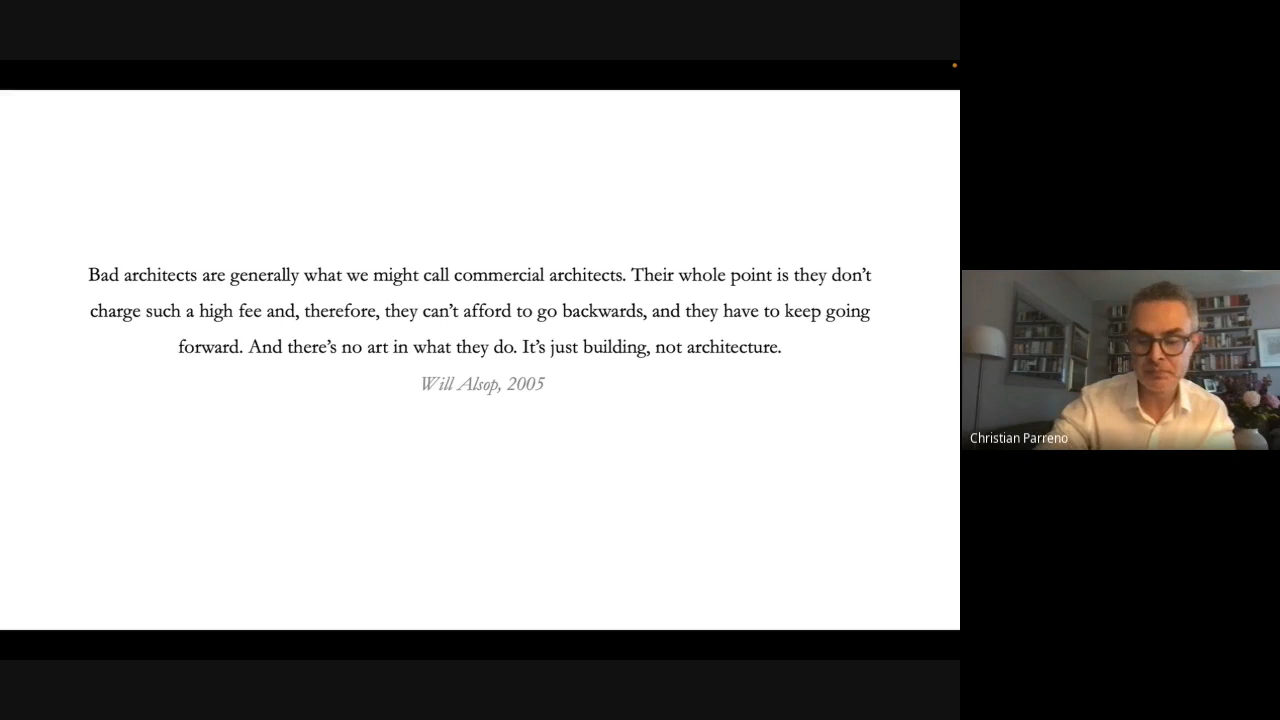 Bad architects are generally what we might call commercial architects. Their whole point is they don’t
charge such a high fee and, therefore, they can’t afford to go backwards, and they have to keep going
forward. And there’s no art in what they do. It’s just building, not architecture.
Will Alsop, 2005
Christian Parreno